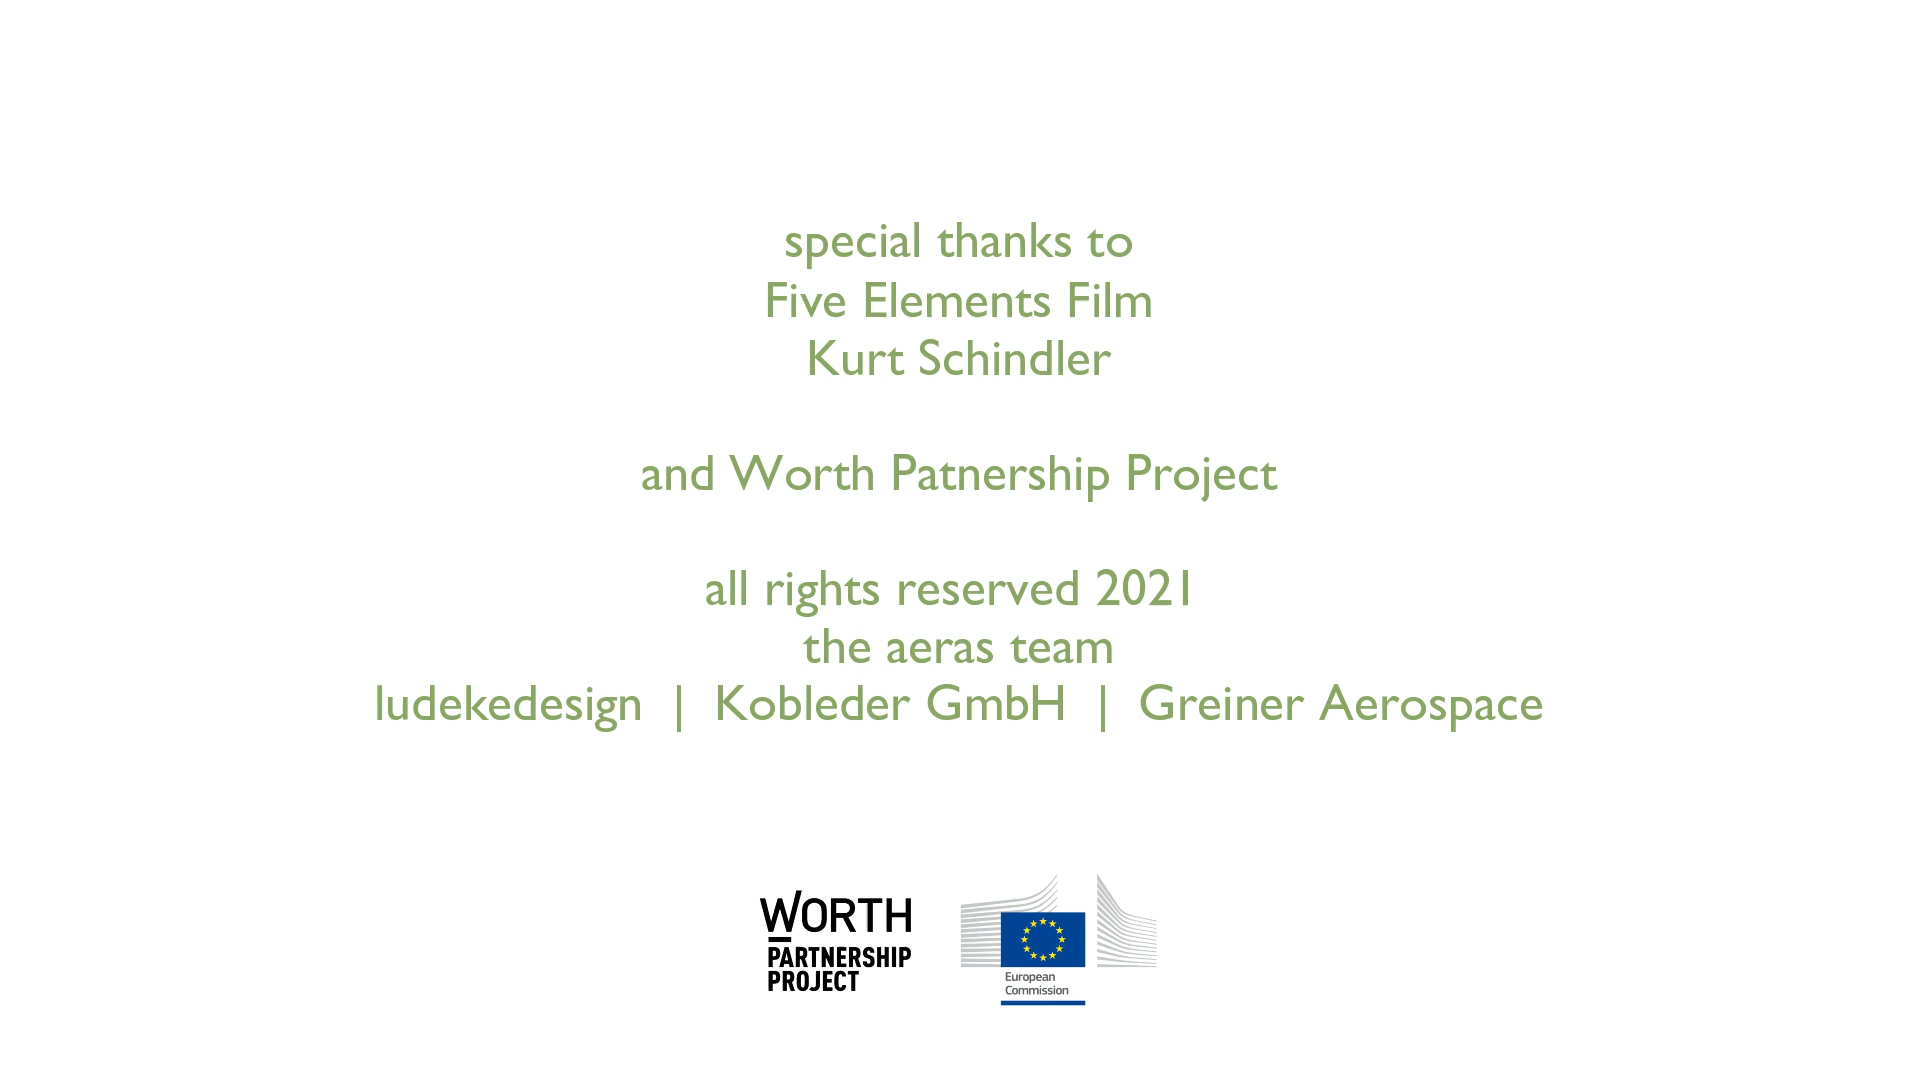 special thanks to
Five Elements Film
Kurt Schindler
and Worth Patnership Project
all rights reserved 2021
the aeras team
ludekedesign | Kobleder GmbH | Greiner Aerospace
WORTH
PARTNERSHIP
PROJECT
European
Commission